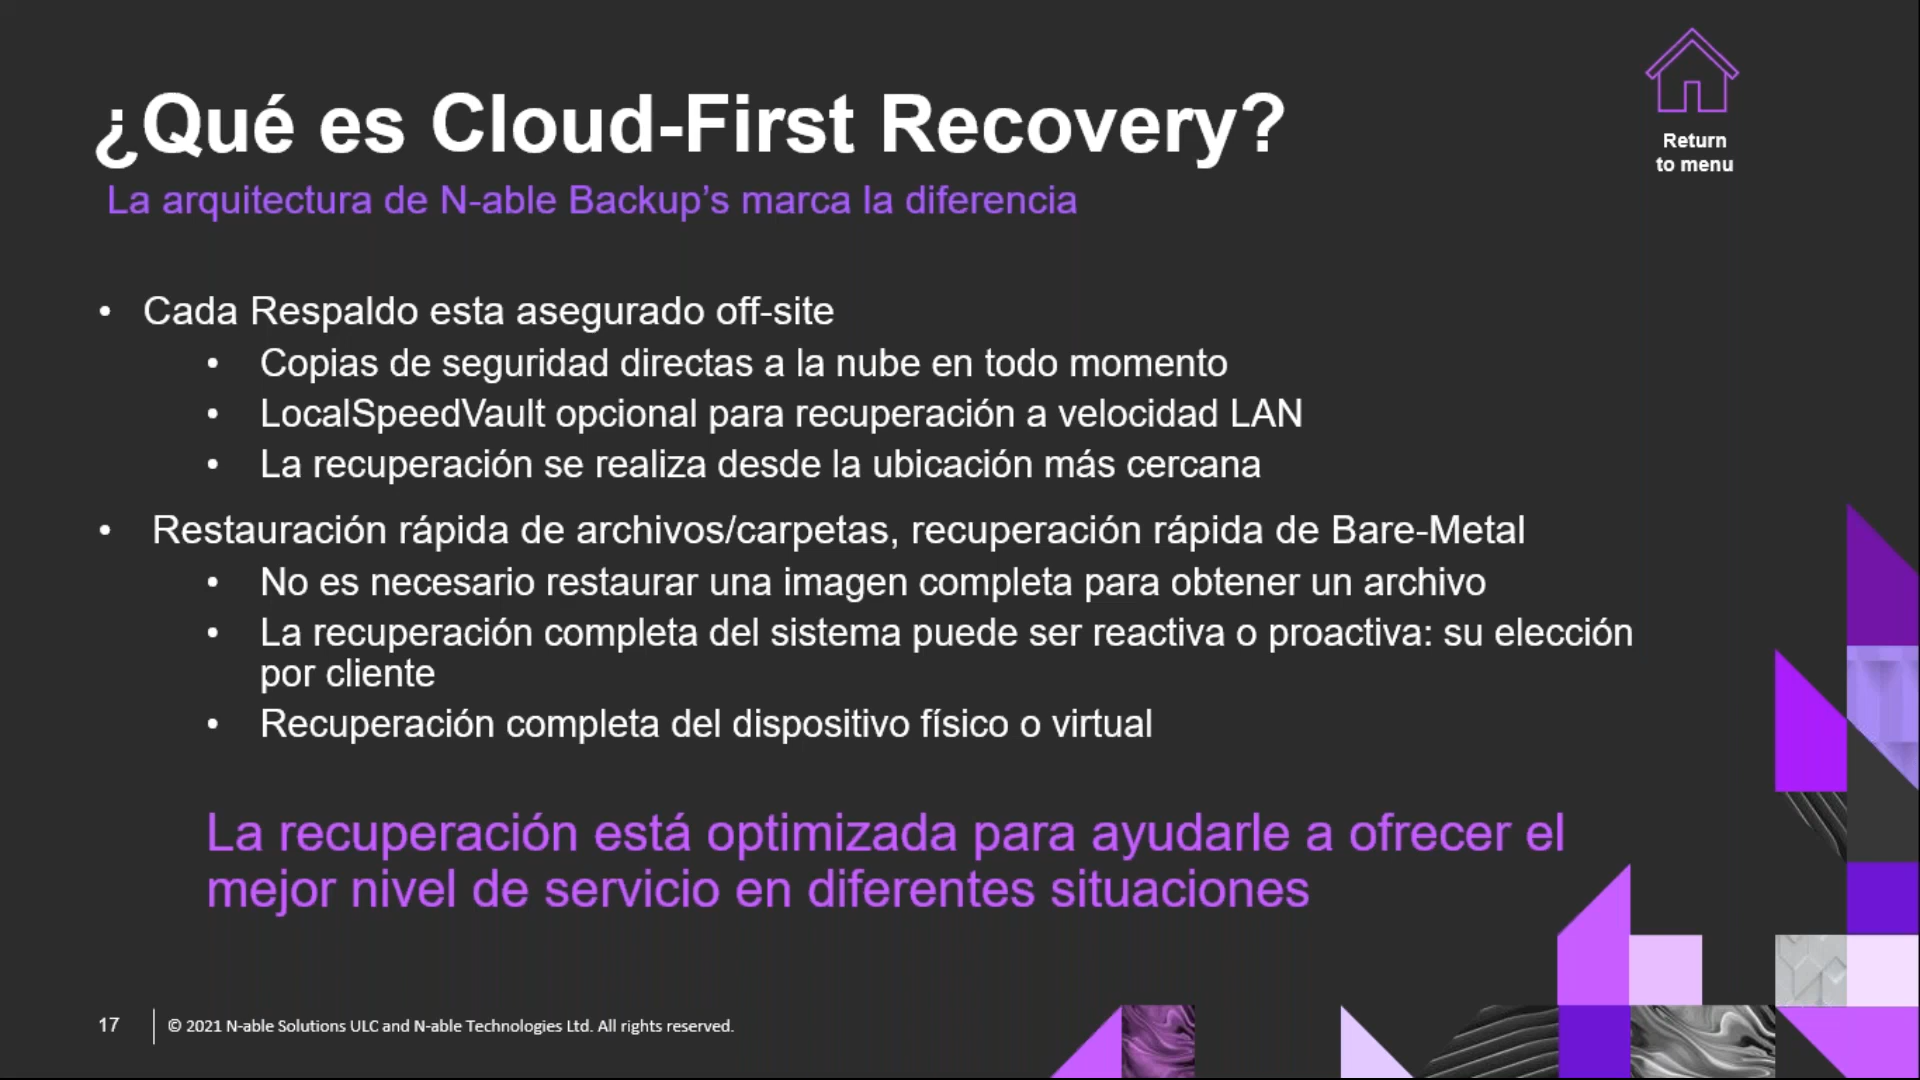 ¿Qué es Cloud-First Recovery?
La arquitectura de N-able Backup’s marca la diferencia
Return
to menu
• Cada Respaldo esta asegurado off-site
• Copias de seguridad directas a la nube en todo momento
• LocalSpeedVault opcional para recuperación a velocidad LAN
• La recuperación se realiza desde la ubicación más cercana
• Restauración rápida de archivos/carpetas, recuperación rápida de Bare-Metal
• No es necesario restaurar una imagen completa para obtener un archivo
• La recuperación completa del sistema puede ser reactiva o proactiva: su elección
por cliente
• Recuperación completa del dispositivo físico o virtual
La recuperación está optimizada para ayudarle a ofrecer el
mejor nivel de servicio en diferentes situaciones
17 © 2021 N-able Solutions ULC and N-able Technologies Ltd. All rights reserved.